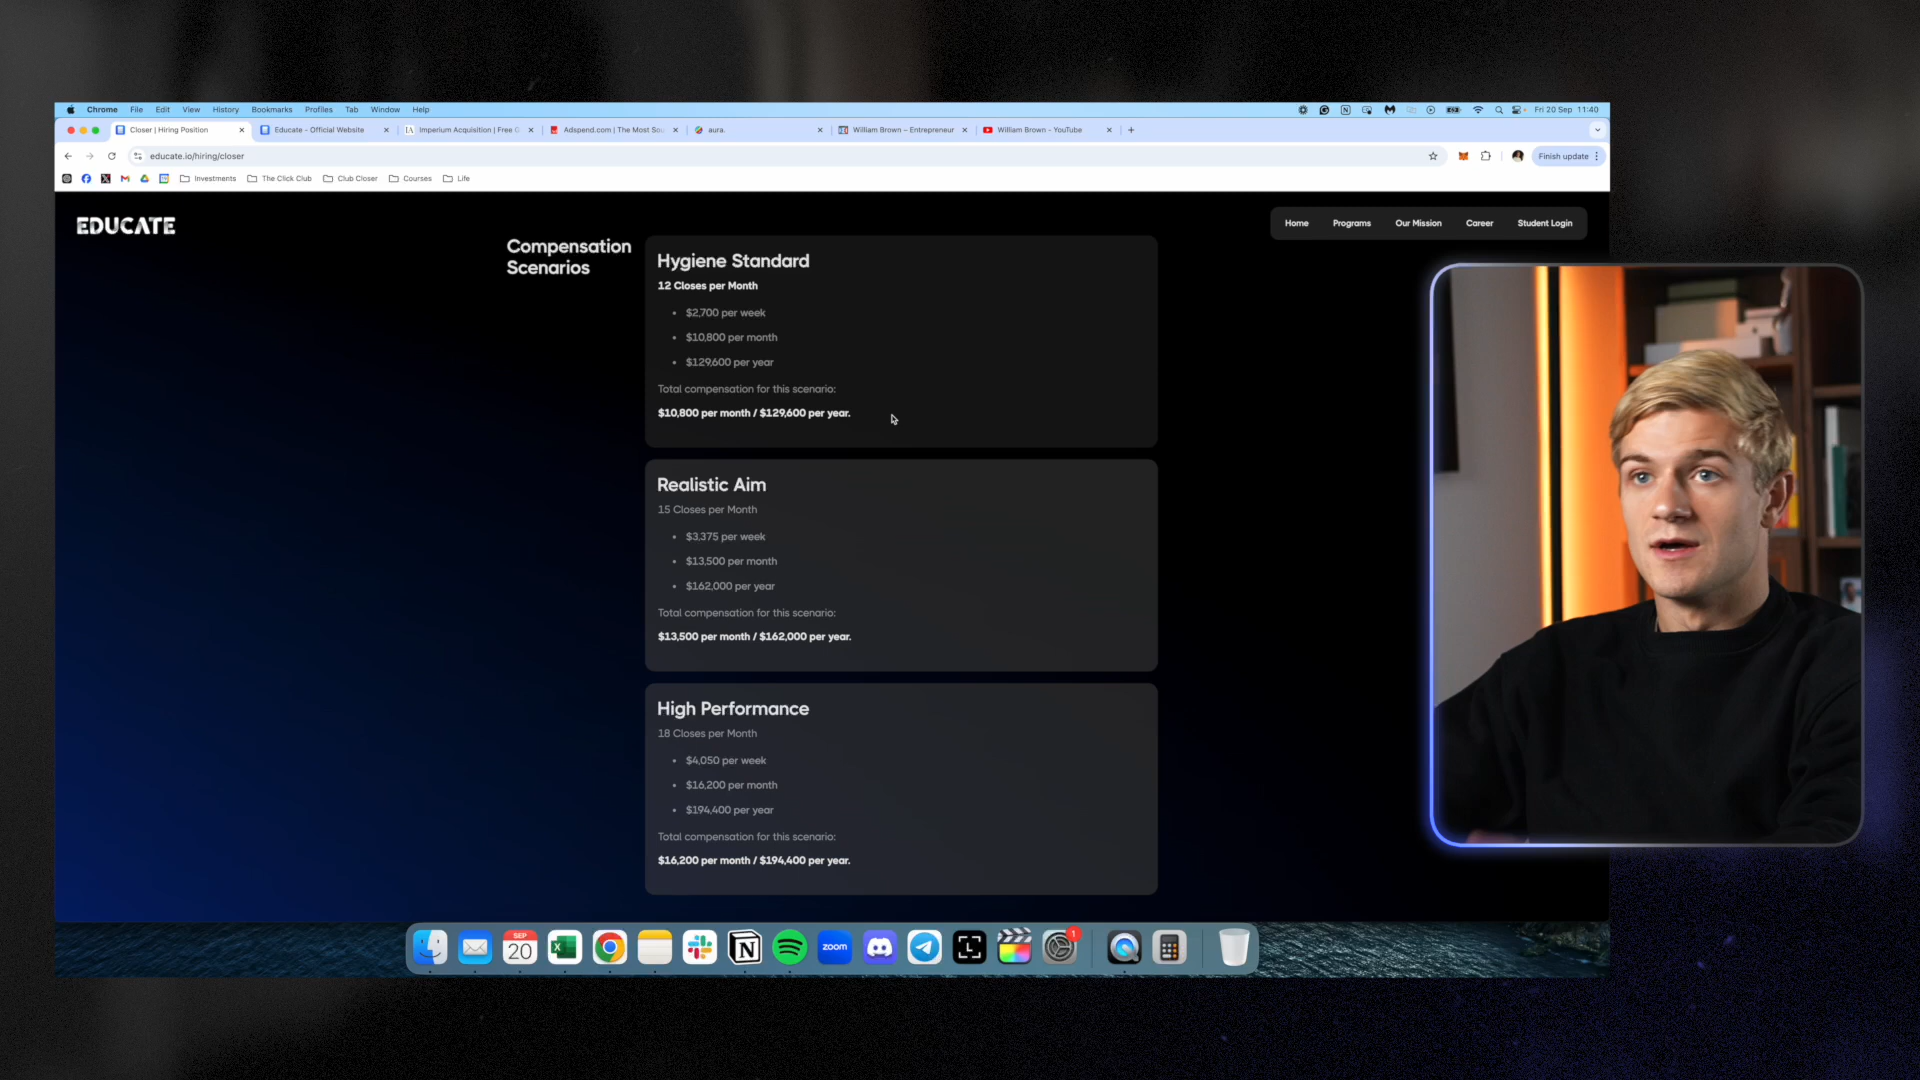 Chrome File Edit View History Bookmarks Profiles Tab Window Help
Fri 20 Sep 11:40
Closer | Hiring Position
Educate - Official Website
Imperium Acquisition | Free
Adspend.com | The Most Sou
aura.
William Brown – Entrepreneur
William Brown - YouTube
educate.io/hiring/closer
Finish update
Investments
The Click Club
Club Closer
Courses
Life
EDUCATE
Home
Programs
Our Mission
Career
Student Login
Compensation
Scenarios
Hygiene Standard
12 Closes per Month
• $2,700 per week
• $10,800 per month
• $129,600 per year
Total compensation for this scenario:
$10,800 per month / $129,600 per year.
Realistic Aim
15 Closes per Month
• $3,375 per week
• $13,500 per month
• $162,000 per year
Total compensation for this scenario:
$13,500 per month / $162,000 per year.
High Performance
18 Closes per Month
• $4,050 per week
• $16,200 per month
• $194,400 per year
Total compensation for this scenario:
$16,200 per month / $194,400 per year.
SEP
20
zoom
1